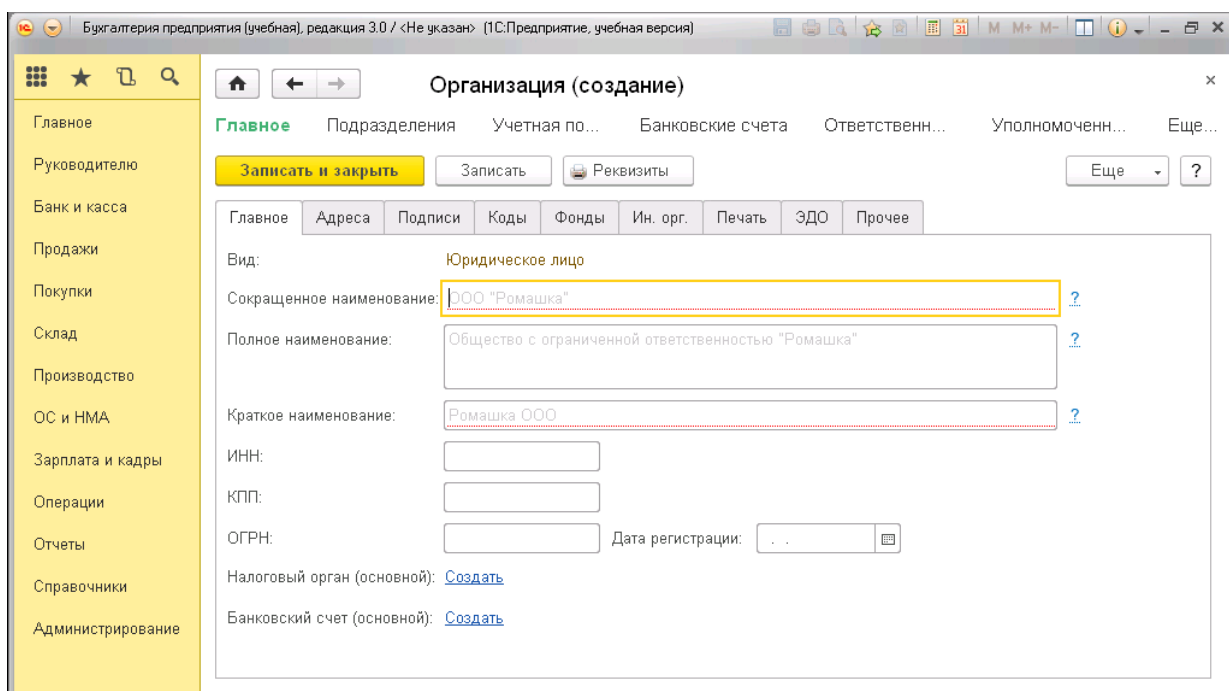 Бухгалтерия предприятия (учебная), редакция 3.0 / <Не указан> (1С:Предприятие, учебная версия) 31 M M+ M-
Организация (создание)
Главное
Руководителю
Банк и касса
Продажи
Покупки
Склад
Производство
ОС и НМА
Зарплата и кадры
Операции
Отчеты
Справочники
Администрирование
Главное Подразделения Учетная по... Банковские счета Ответственн... Уполномоченн... Еще...
Записать и закрыть Записать Реквизиты Еще ?
Главное Адреса Подписи Коды Фонды Ин. орг. Печать ЭДО Прочее
Вид: Юридическое лицо
Сокращенное наименование: ООО "Ромашка" ?
Полное наименование: Общество с ограниченной ответственностью "Ромашка" ?
Краткое наименование: Ромашка ООО ?
ИНН:
КПП:
ОГРН: Дата регистрации: . .
Налоговый орган (основной): Создать
Банковский счет (основной): Создать